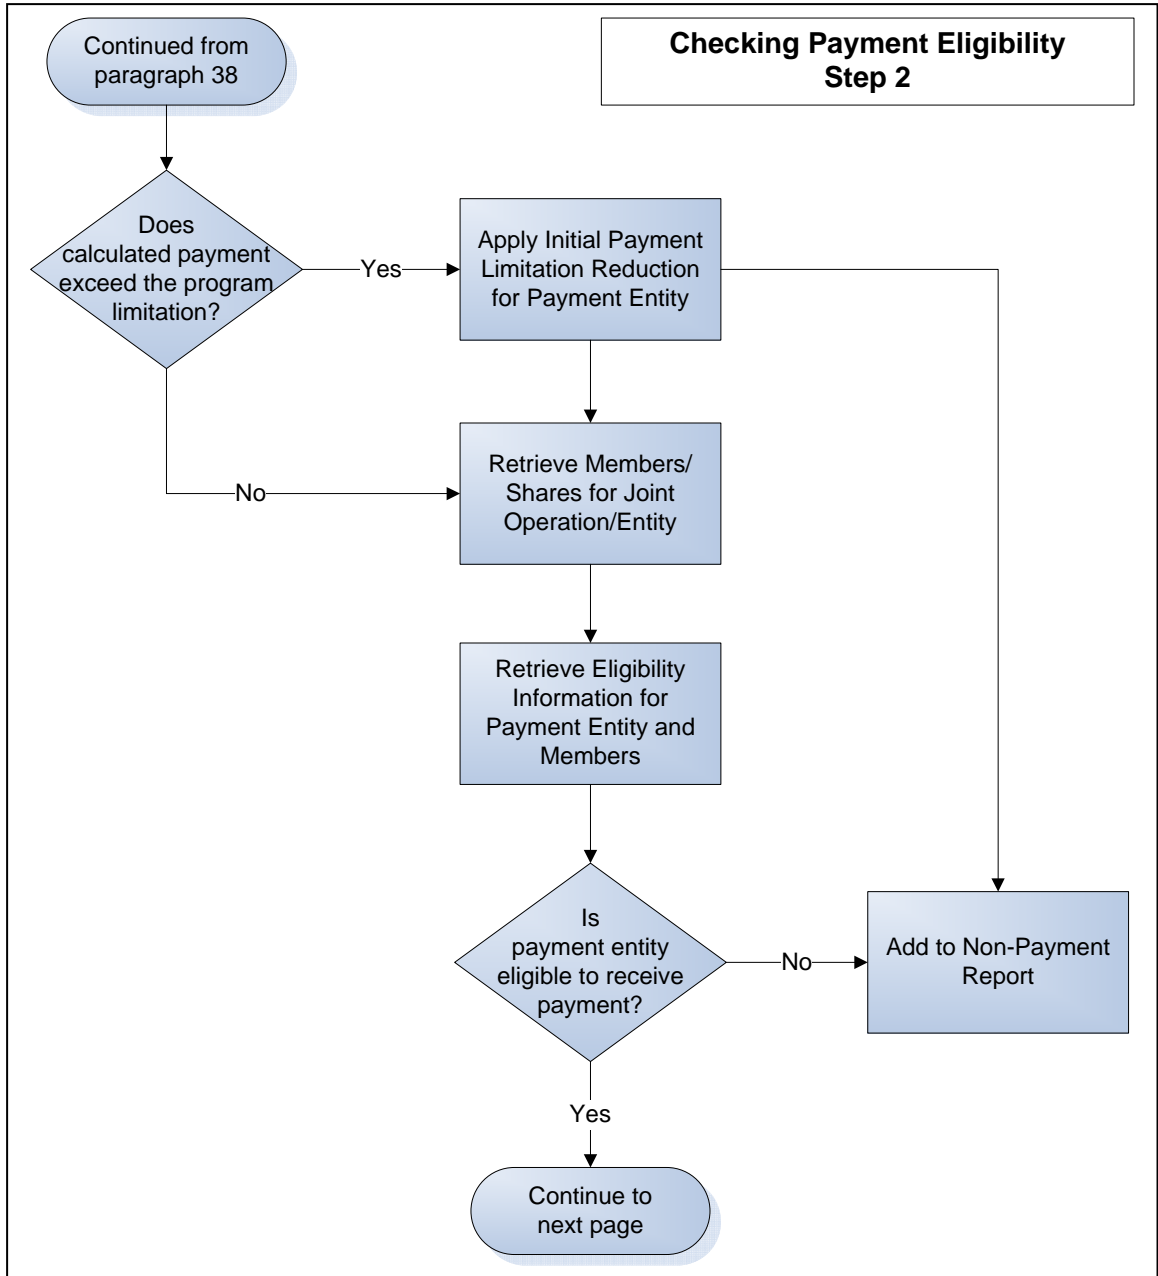 Continued from
paragraph 38
Checking Payment Eligibility
Step 2
Does
calculated payment
exceed the program
limitation?
Yes
Apply Initial Payment
Limitation Reduction
for Payment Entity
No
Retrieve Members/
Shares for Joint
Operation/Entity
Retrieve Eligibility
Information for
Payment Entity and
Members
Is
payment entity
eligible to receive
payment?
No
Add to Non-Payment
Report
Yes
Continue to
next page